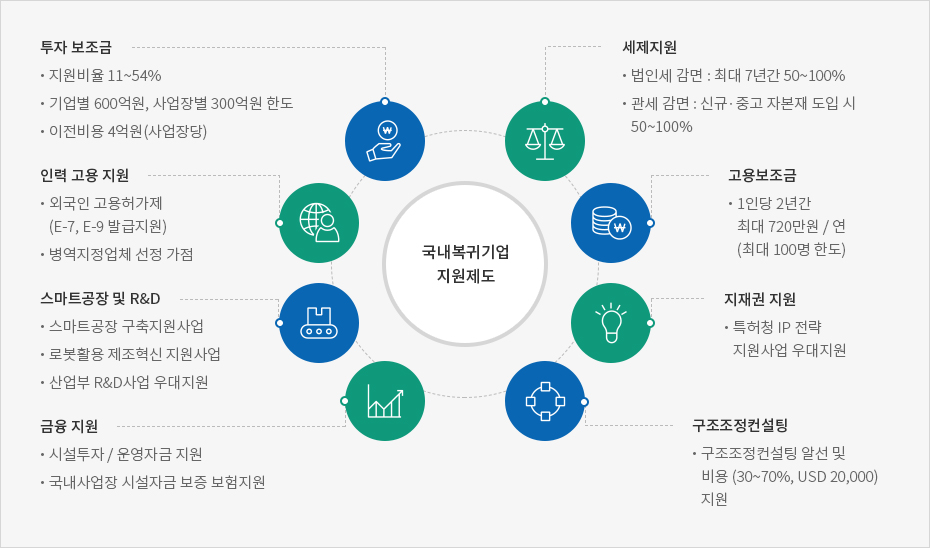 투자 보조금
• 지원비율 11~54%
• 기업별 600억원, 사업장별 300억원 한도
• 이전비용 4억원(사업장당)
인력 고용 지원
• 외국인 고용허가제
(E-7, E-9 발급지원)
• 병역지정업체 선정 가점
스마트공장 및 R&D
• 스마트공장 구축지원사업
• 로봇활용 제조혁신 지원사업
• 산업부 R&D사업 우대지원
금융 지원
• 시설투자 / 운영자금 지원
• 국내사업장 시설자금 보증 보험지원
국내복귀기업
지원제도
세제지원
• 법인세 감면 : 최대 7년간 50~100%
• 관세 감면 : 신규·중고 자본재 도입 시
50~100%
고용보조금
• 1인당 2년간
최대 720만원 / 연
(최대 100명 한도)
지재권 지원
• 특허청 IP 전략
지원사업 우대지원
구조조정컨설팅
• 구조조정컨설팅 알선 및
비용 (30~70%, USD 20,000)
지원